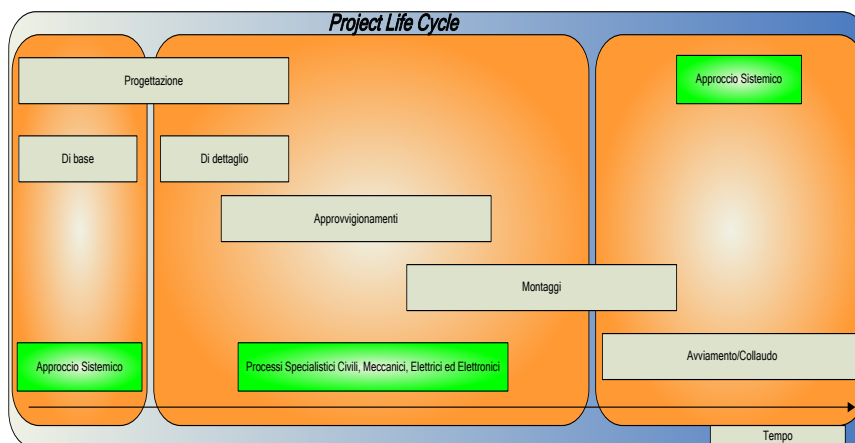 Project Life Cycle
Approccio Sistemico
Progettazione
Di base
Di dettaglio
Approvvigionamenti
Montaggi
Approccio Sistemico
Processi Specialistici Civili, Meccanici, Elettrici ed Elettronici
Avviamento/Collaudo
Tempo